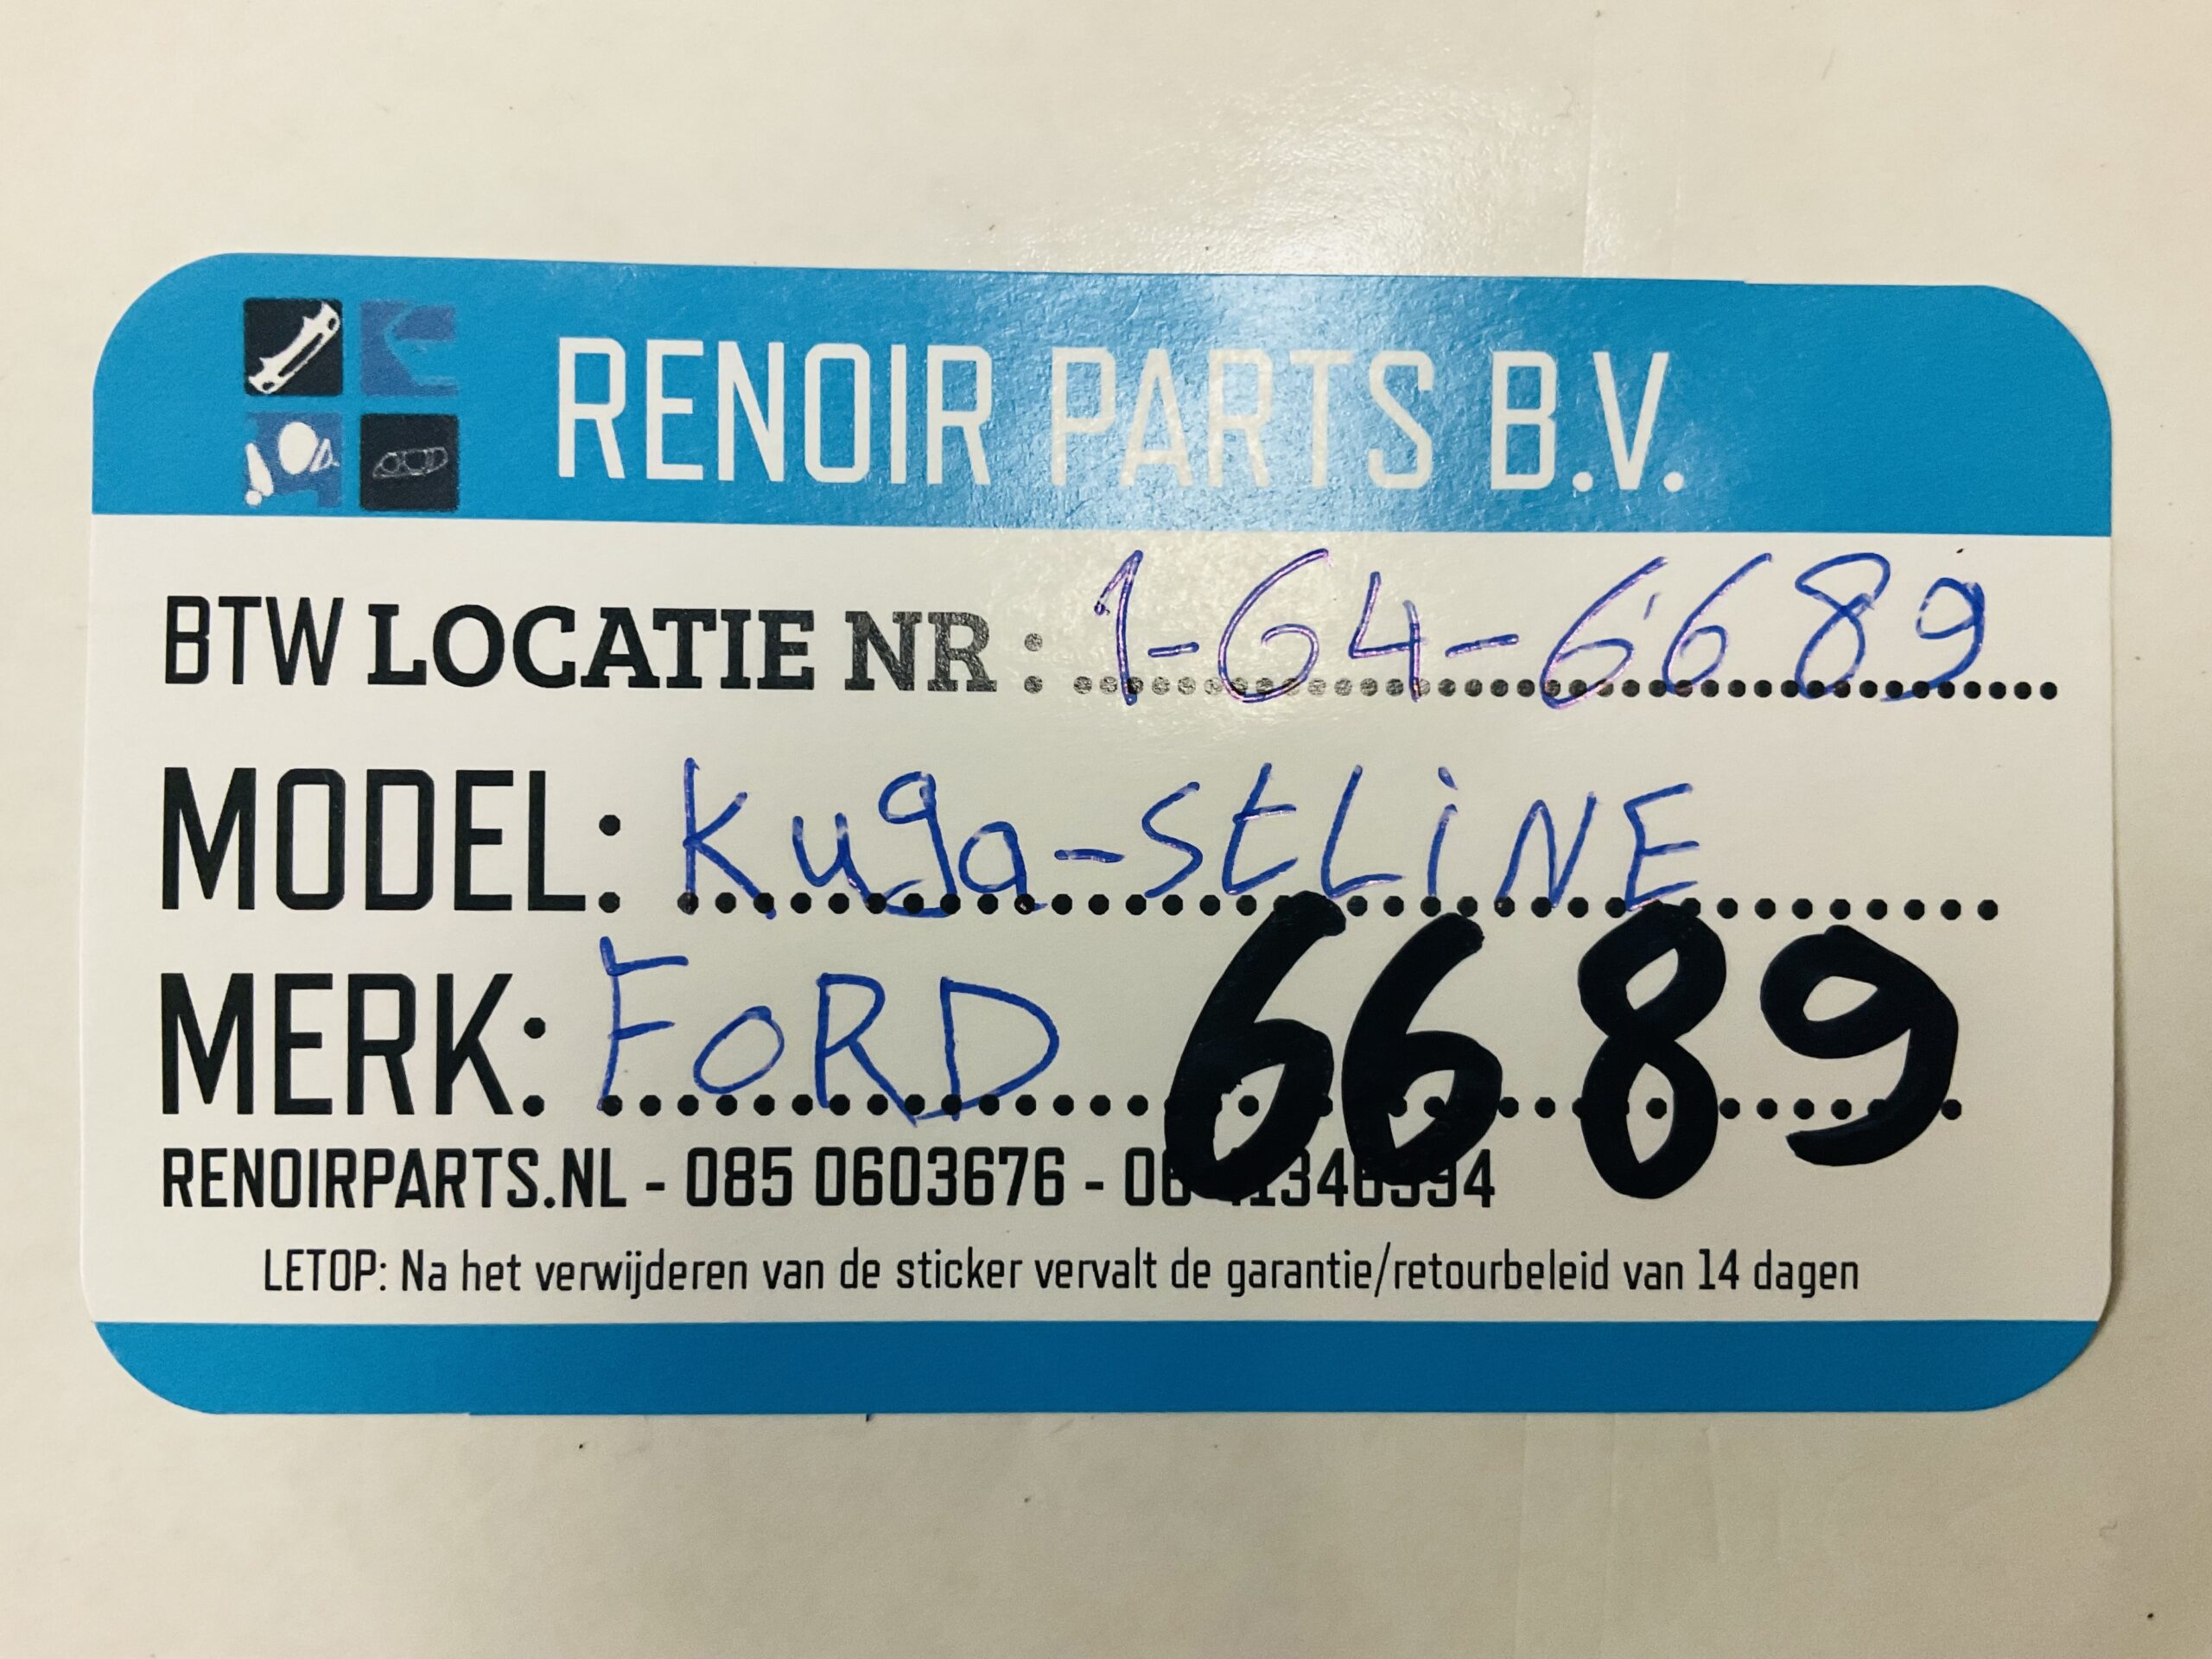 RENOIR PARTS B.V.
BTW LOCATIE NR : 1-64-6689
MODEL: Kuga-StLiNE
MERK: FORD 6689
RENOIRPARTS.NL - 085 0603676 -
LETOP: Na het verwijderen van de sticker vervalt de garantie/retourbeleid van 14 dagen